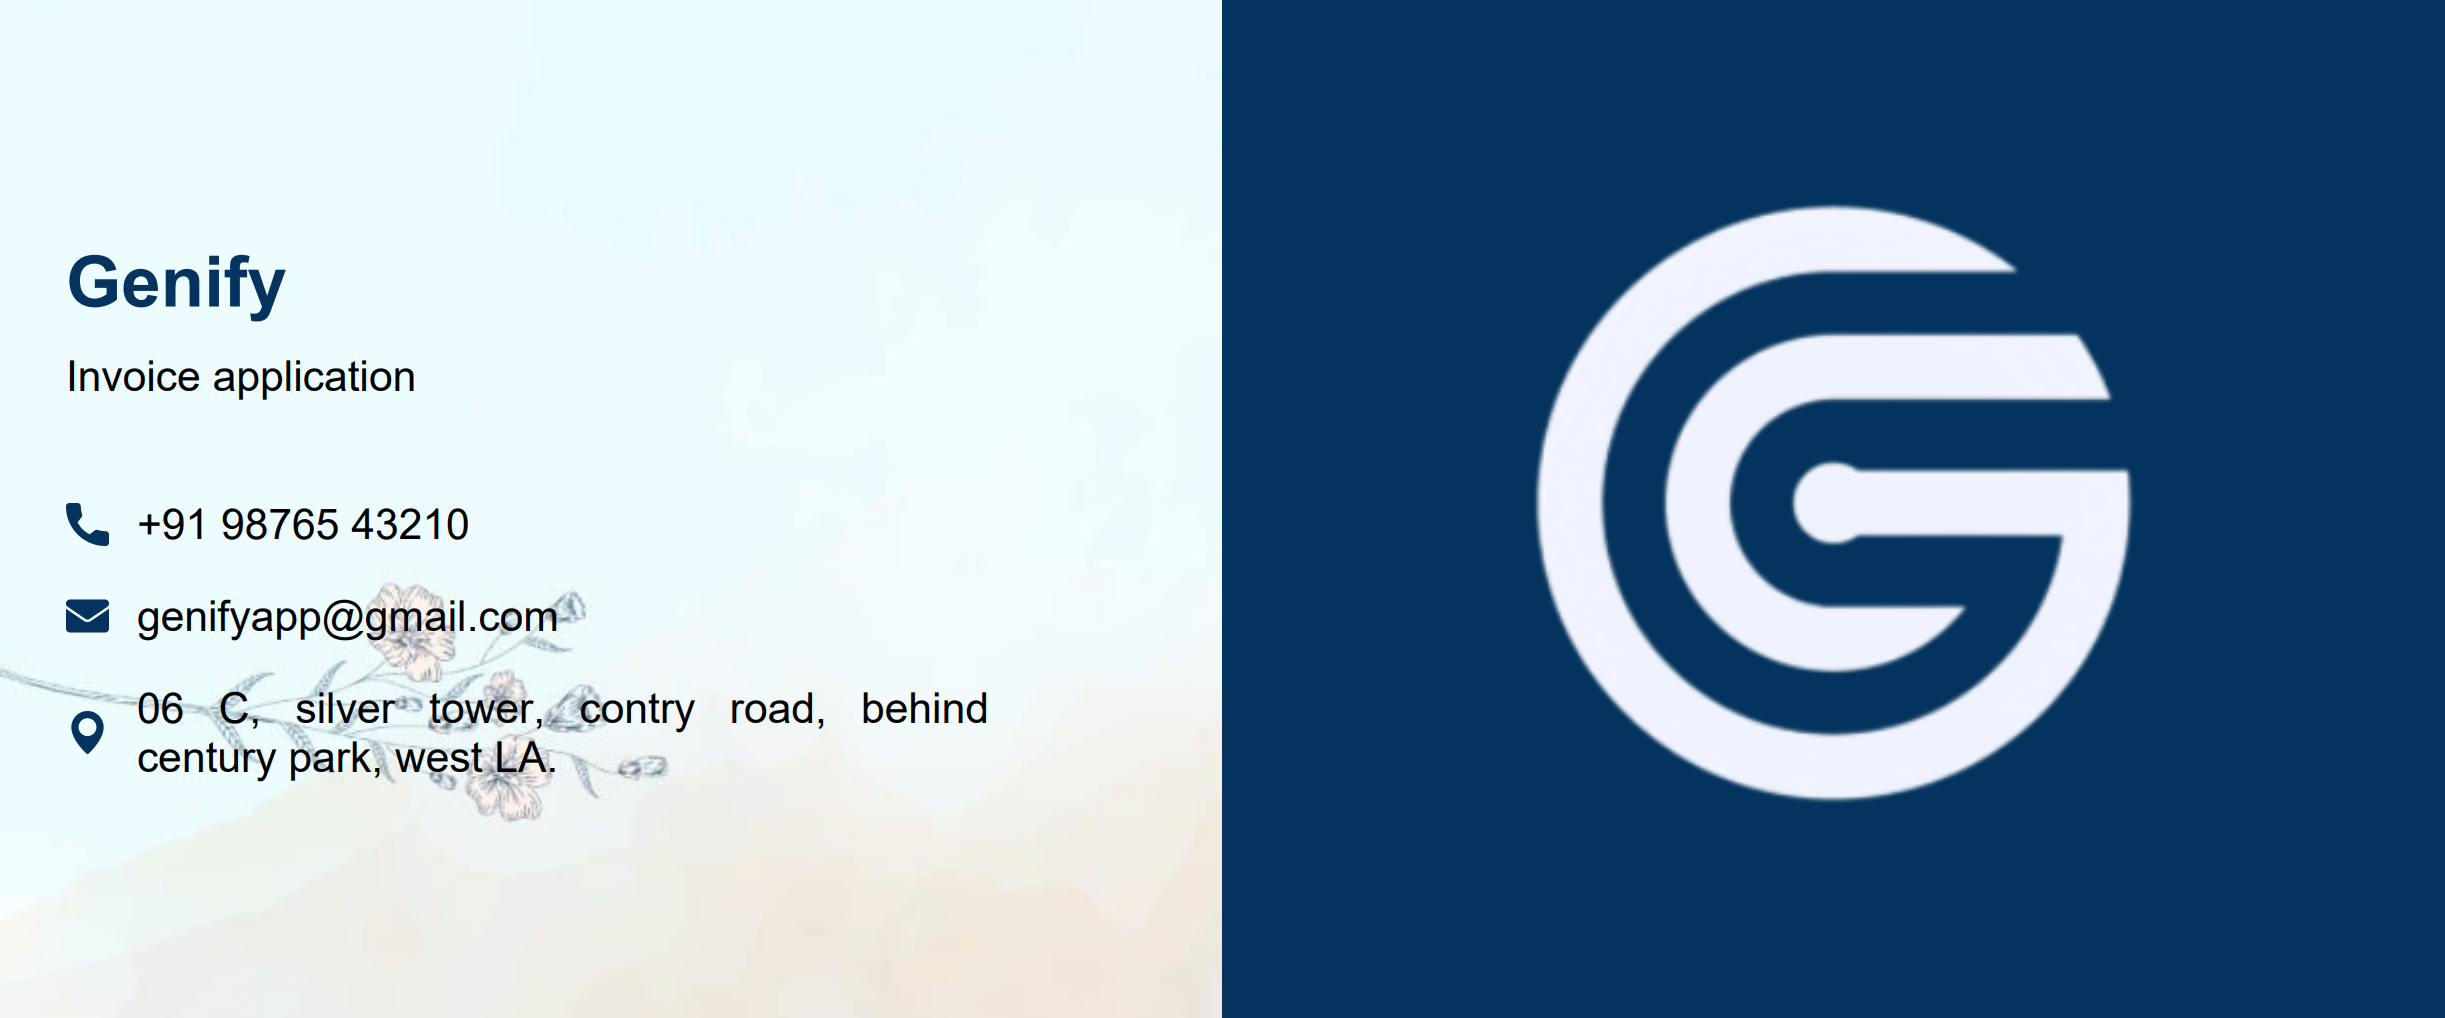 Genify
Invoice application
+91 98765 43210
genifyapp@gmail.com
06 C, silver tower, contry road, behind
century park, west LA.